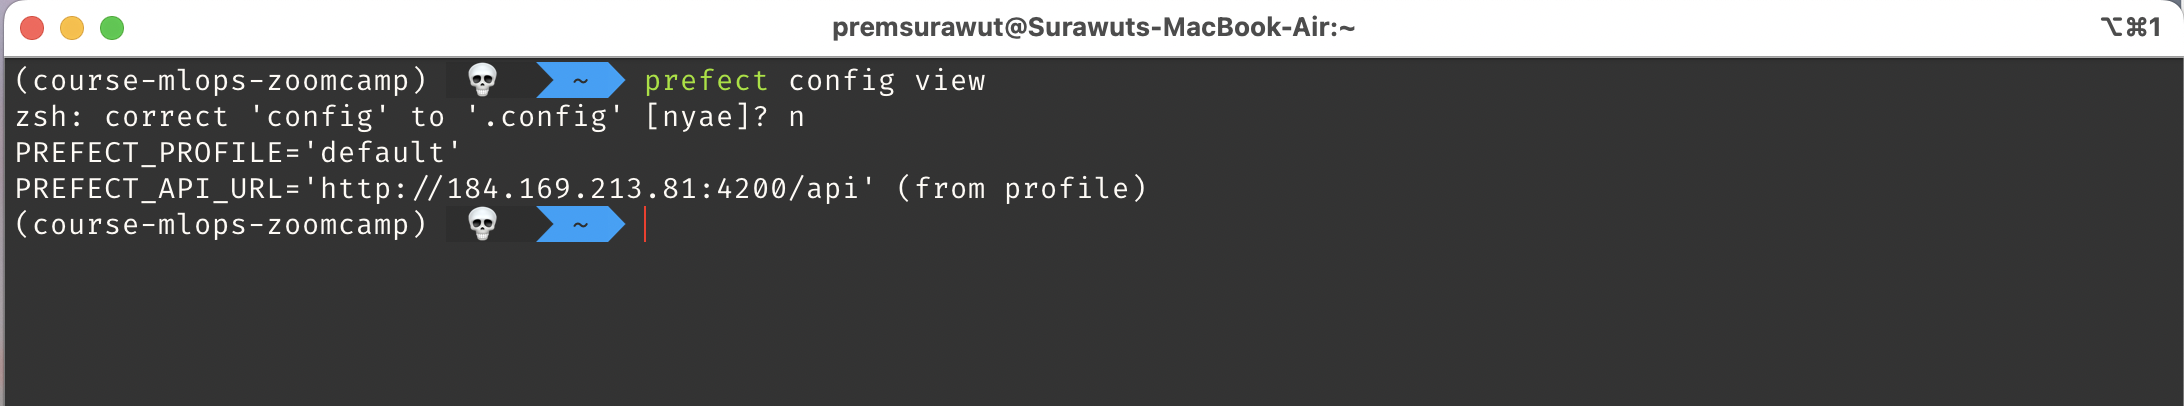 premsurawut@Surawuts-MacBook-Air:~
⌥⌘1
(course-mlops-zoomcamp) 💀 ~ prefect config view
zsh: correct 'config' to '.config' [nyae]? n
PREFECT_PROFILE='default'
PREFECT_API_URL='http://184.169.213.81:4200/api' (from profile)
(course-mlops-zoomcamp) 💀 ~